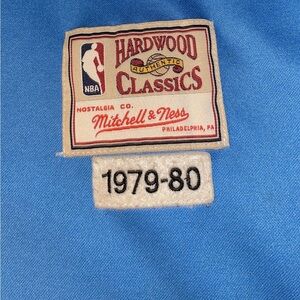 HARDWOOD
AUTHENTIC
CLASSICS
NBA
NOSTALGIA CO.
Mitchell & Ness
PHILADELPHIA, PA
1979-80